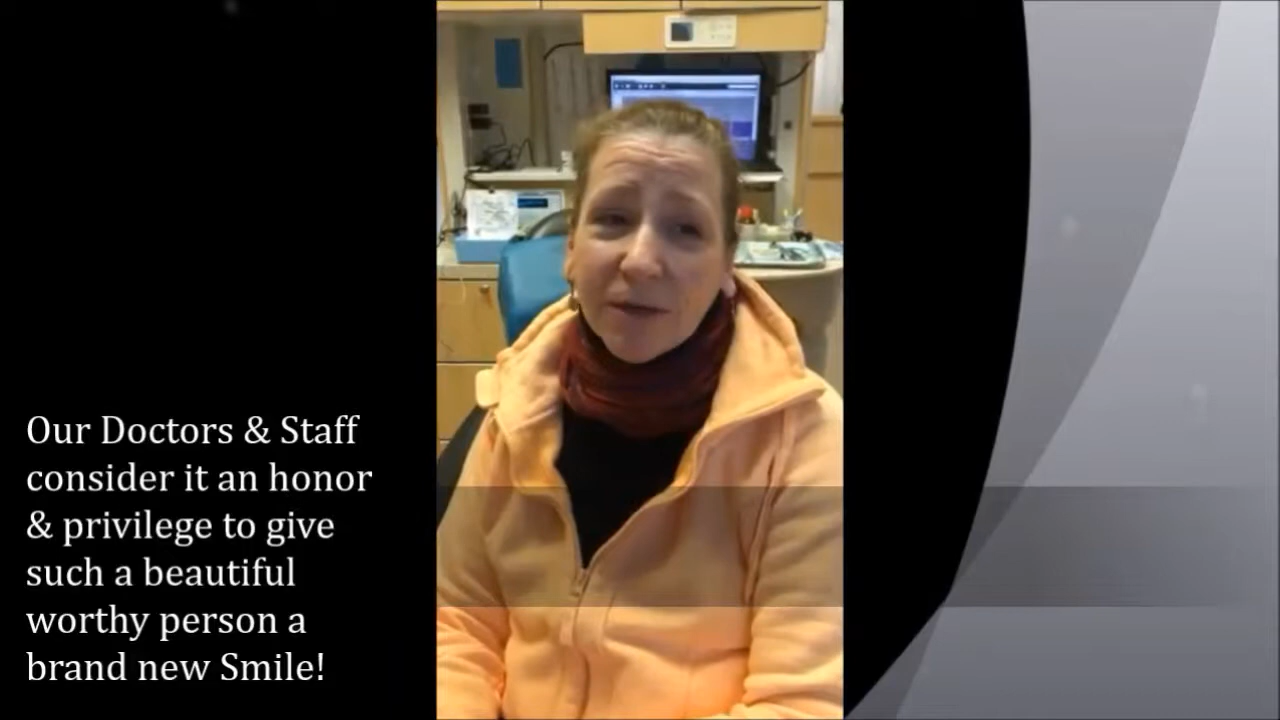 Our Doctors & Staff
consider it an honor
& privilege to give
such a beautiful
worthy person a
brand new Smile!